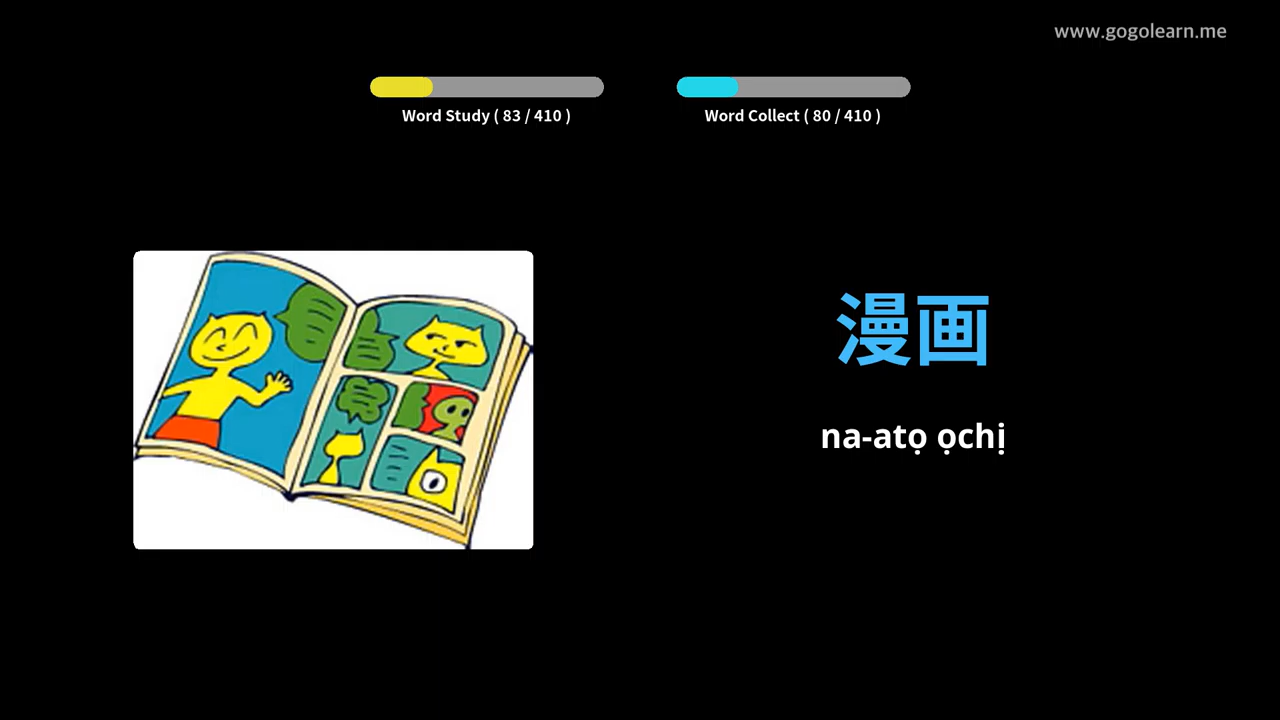 www.gogolearn.me
Word Study ( 83 / 410 )
Word Collect ( 80 / 410 )
漫画
na-atọ ọchị